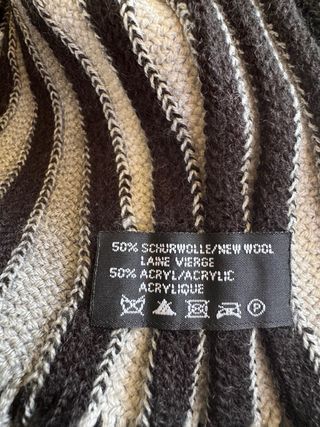 50% SCHURWOLLE/NEW WOOL
LAINE VIERGE
50% ACRYL/ACRYLIC
ACRYLIQUE
P